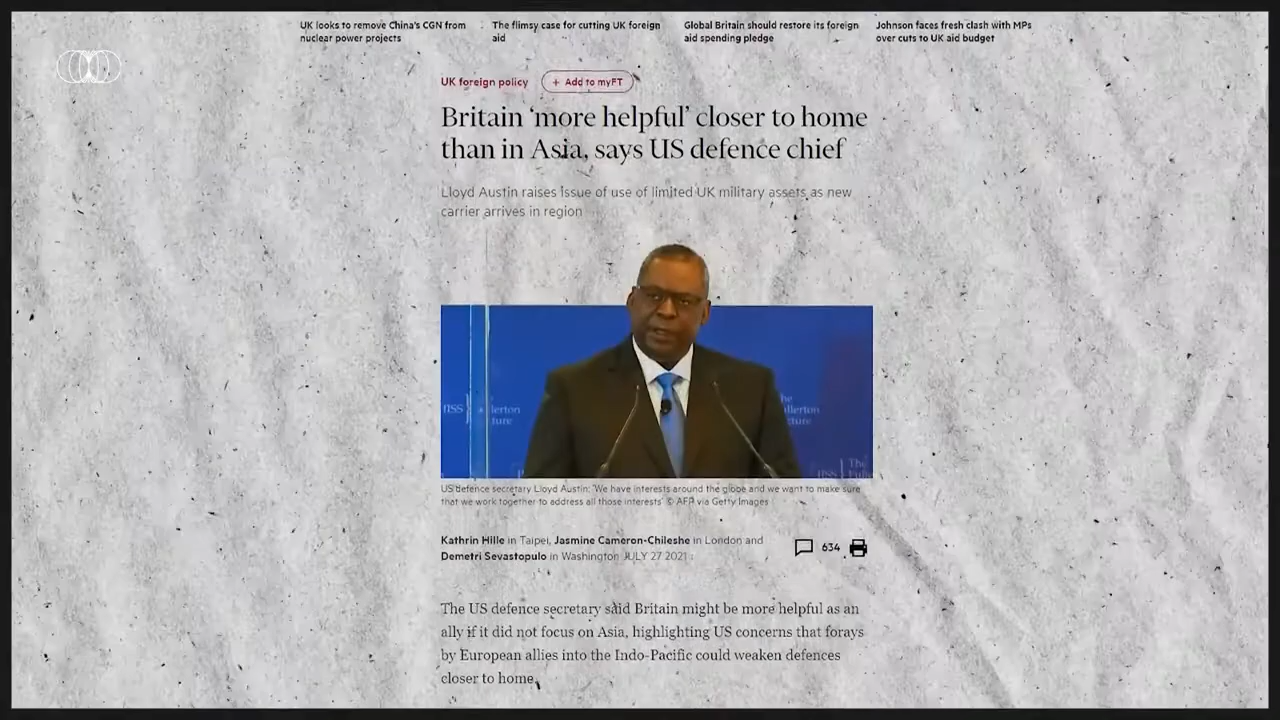 UK looks to remove China's CGN from
nuclear power projects
The flimsy case for cutting UK foreign
aid
Global Britain should restore its foreign
aid spending pledge
Johnson faces fresh clash with MPs
over cuts to UK aid budget
UK foreign policy
+ Add to myFT
Britain ‘more helpful’ closer to home
than in Asia, says US defence chief
Lloyd Austin raises issue of use of limited UK military assets as new
carrier arrives in region
IISS
llerton
ture
he
ullerton
cture
IISS
The
US defence secretary Lloyd Austin: ‘We have interests around the globe and we want to make sure
that we work together to address all those interests’ © AFP via Getty Images
Kathrin Hille in Taipei, Jasmine Cameron-Chileshe in London and
Demetri Sevastopulo in Washington JULY 27 2021
634
The US defence secretary said Britain might be more helpful as an
ally if it did not focus on Asia, highlighting US concerns that forays
by European allies into the Indo-Pacific could weaken defences
closer to home.